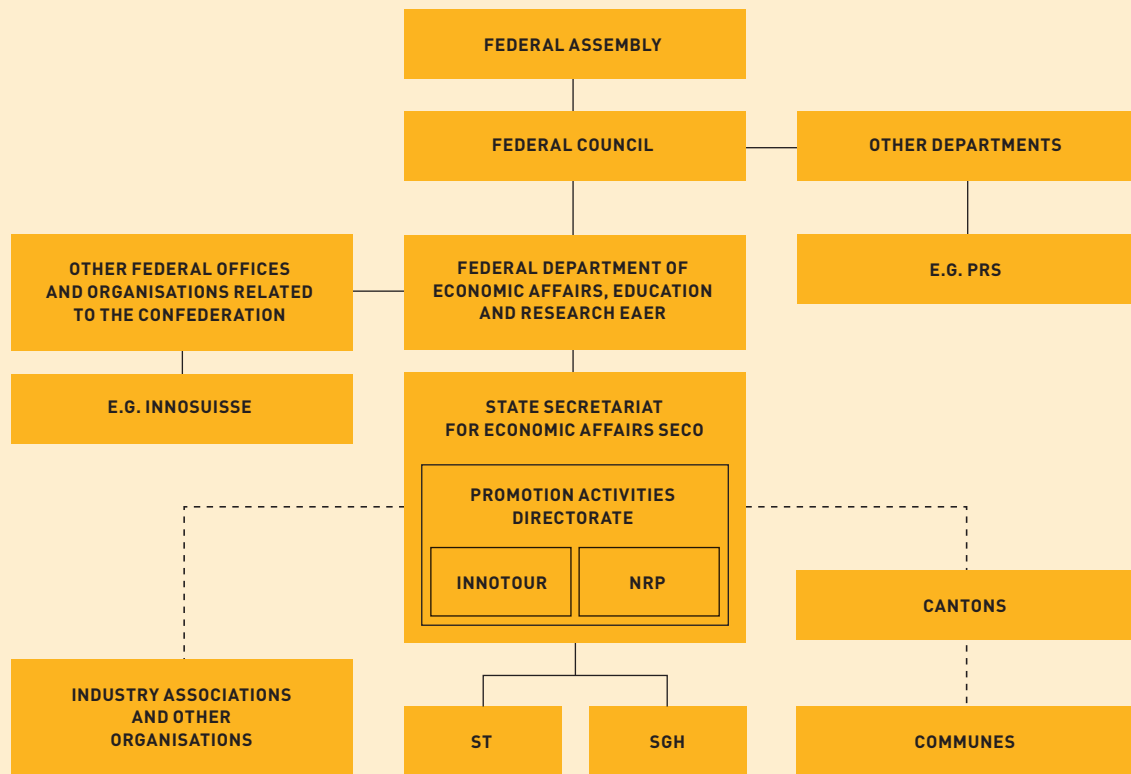 FEDERAL ASSEMBLY
FEDERAL COUNCIL
OTHER DEPARTMENTS
E.G. PRS
OTHER FEDERAL OFFICES
AND ORGANISATIONS RELATED
TO THE CONFEDERATION
FEDERAL DEPARTMENT OF
ECONOMIC AFFAIRS, EDUCATION
AND RESEARCH EAER
E.G. INNOSUISSE
STATE SECRETARIAT
FOR ECONOMIC AFFAIRS SECO
PROMOTION ACTIVITIES
DIRECTORATE
INNOTOUR
NRP
CANTONS
INDUSTRY ASSOCIATIONS
AND OTHER
ORGANISATIONS
ST
SGH
COMMUNES